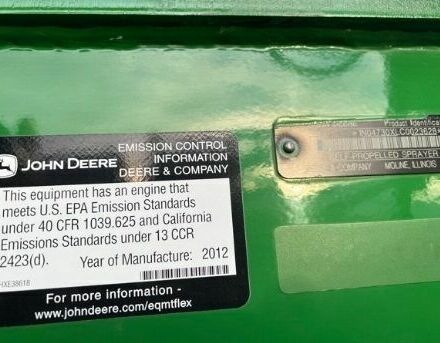 JOHN DEERE
EMISSION CONTROL
INFORMATION
DEERE & COMPANY
This equipment has an engine that
meets U.S. EPA Emission Standards
under 40 CFR 1039.625 and California
Emissions Standards under 13 CCR
2423(d). Year of Manufacture: 2012
For more information -
www.johndeere.com/eqmtflex
Product Identifica
SELF-PROPELLED SPRAYER
COMPANY MOLINE, ILLINOIS